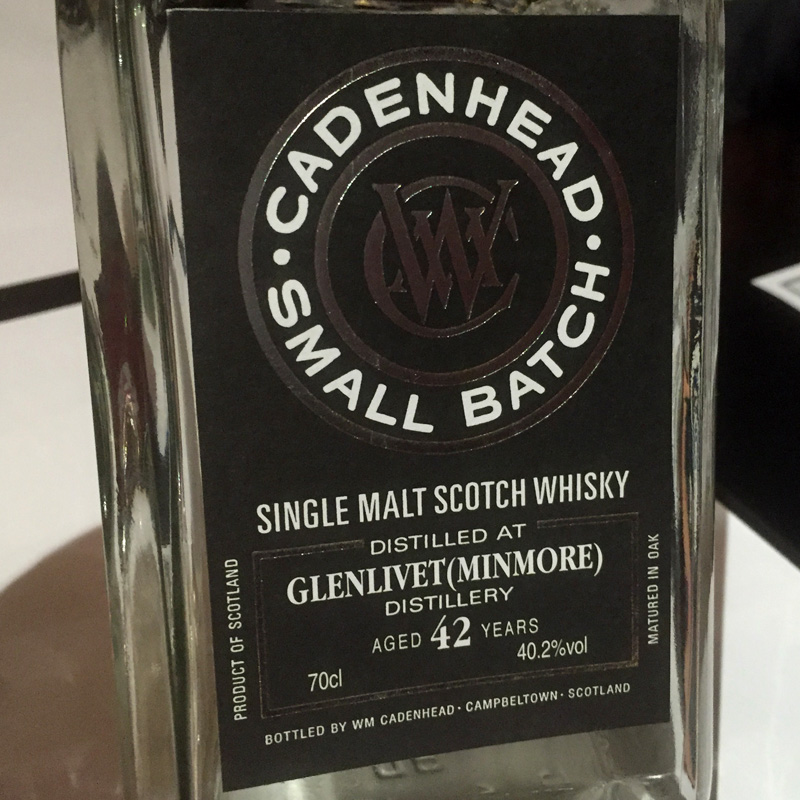 CADENHEAD
· SMALL BATCH ·
WC
SINGLE MALT SCOTCH WHISKY
DISTILLED AT
GLENLIVET(MINMORE)
DISTILLERY
AGED 42 YEARS
40.2%vol
70cl
PRODUCT OF SCOTLAND
MATURED IN OAK
BOTTLED BY WM CADENHEAD · CAMPBELTOWN · SCOTLAND